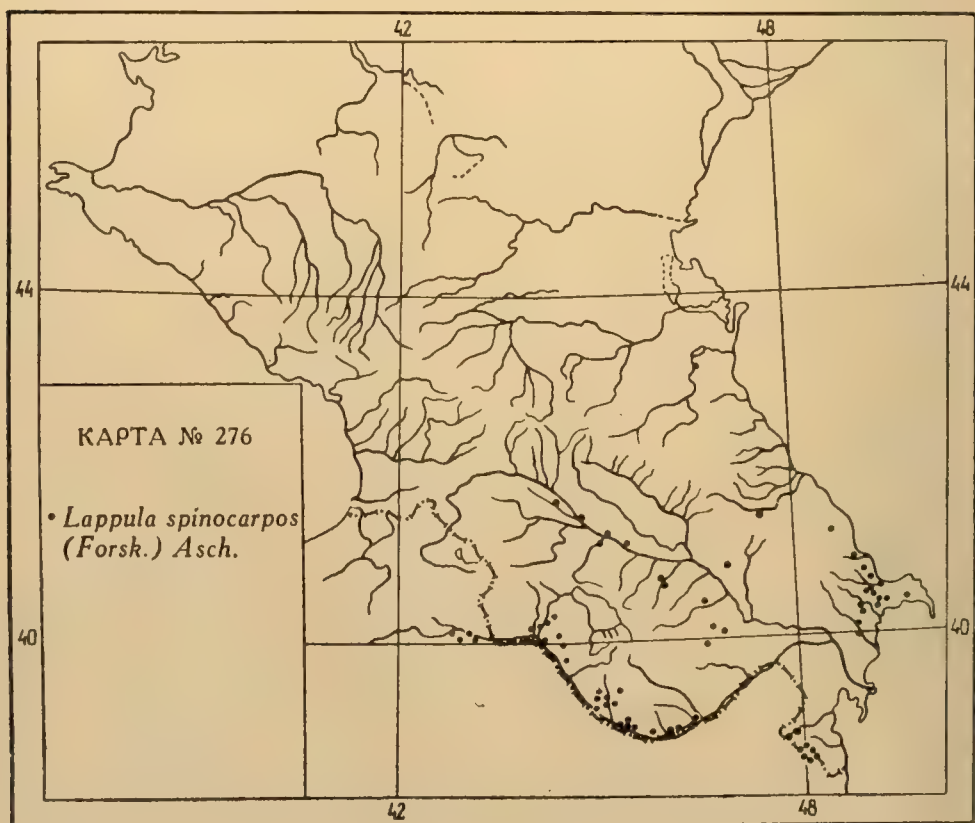 42
48
44
44
КАРТА № 276
• Lappula spinocarpos
(Forsk.) Asch.
40
40
42
48